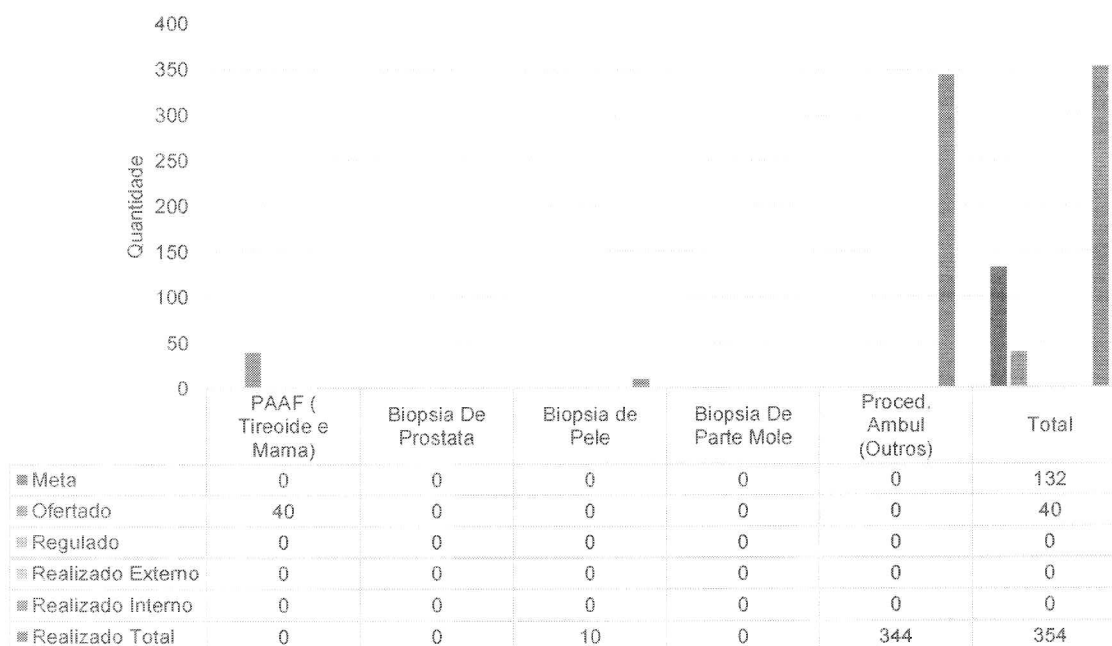 400
350
300
250
200
150
100
50
0
Quantidade
PAAF (
Tireoide e
Mama)
Biopsia De
Prostata
Biopsia de
Pele
Biopsia De
Parte Mole
Proced.
Ambul
(Outros)
Total
Meta 0 0 0 0 0 132
Ofertado 40 0 0 0 0 40
Regulado 0 0 0 0 0 0
Realizado Externo 0 0 0 0 0 0
Realizado Interno 0 0 0 0 0 0
Realizado Total 0 0 10 0 344 354